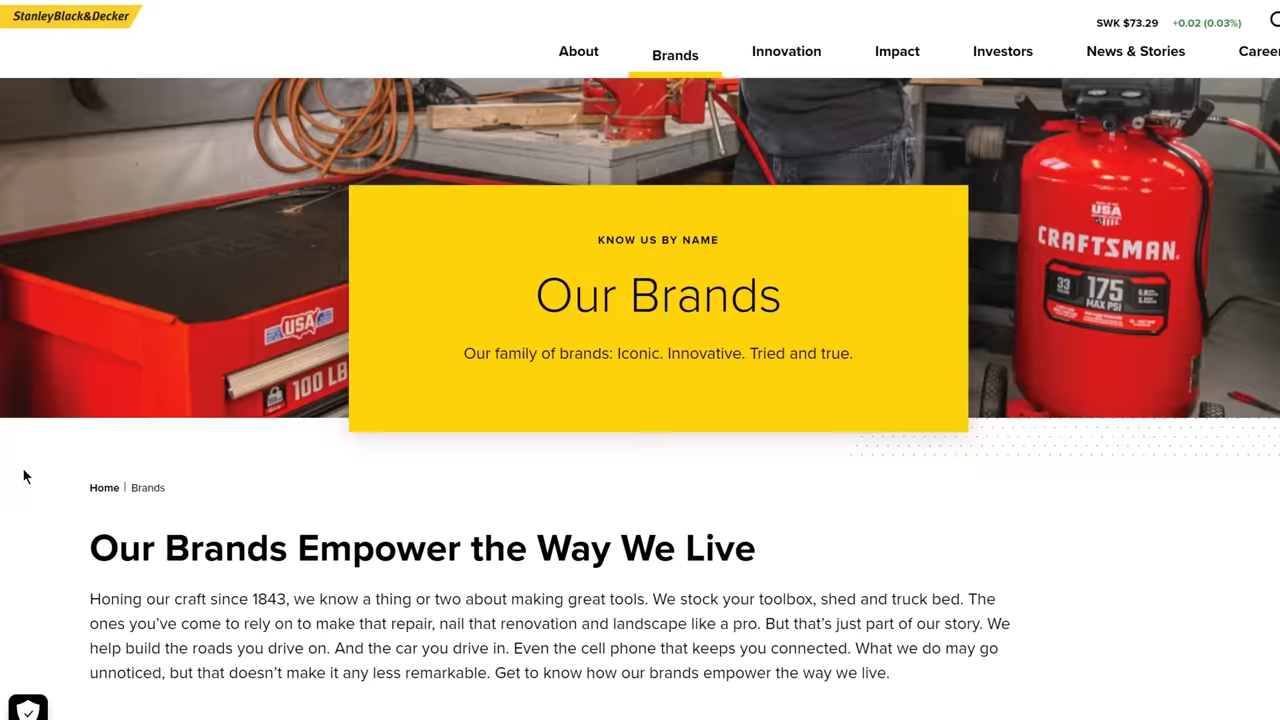 StanleyBlack&Decker
SWK $73.29 +0.02 (0.03%)
About Brands Innovation Impact Investors News & Stories Career
USA
100 LB
USA
CRAFTSMAN
33 175
MAX PSI
KNOW US BY NAME
Our Brands
Our family of brands: Iconic. Innovative. Tried and true.
Home | Brands
Our Brands Empower the Way We Live
Honing our craft since 1843, we know a thing or two about making great tools. We stock your toolbox, shed and truck bed. The
ones you’ve come to rely on to make that repair, nail that renovation and landscape like a pro. But that’s just part of our story. We
help build the roads you drive on. And the car you drive in. Even the cell phone that keeps you connected. What we do may go
unnoticed, but that doesn’t make it any less remarkable. Get to know how our brands empower the way we live.